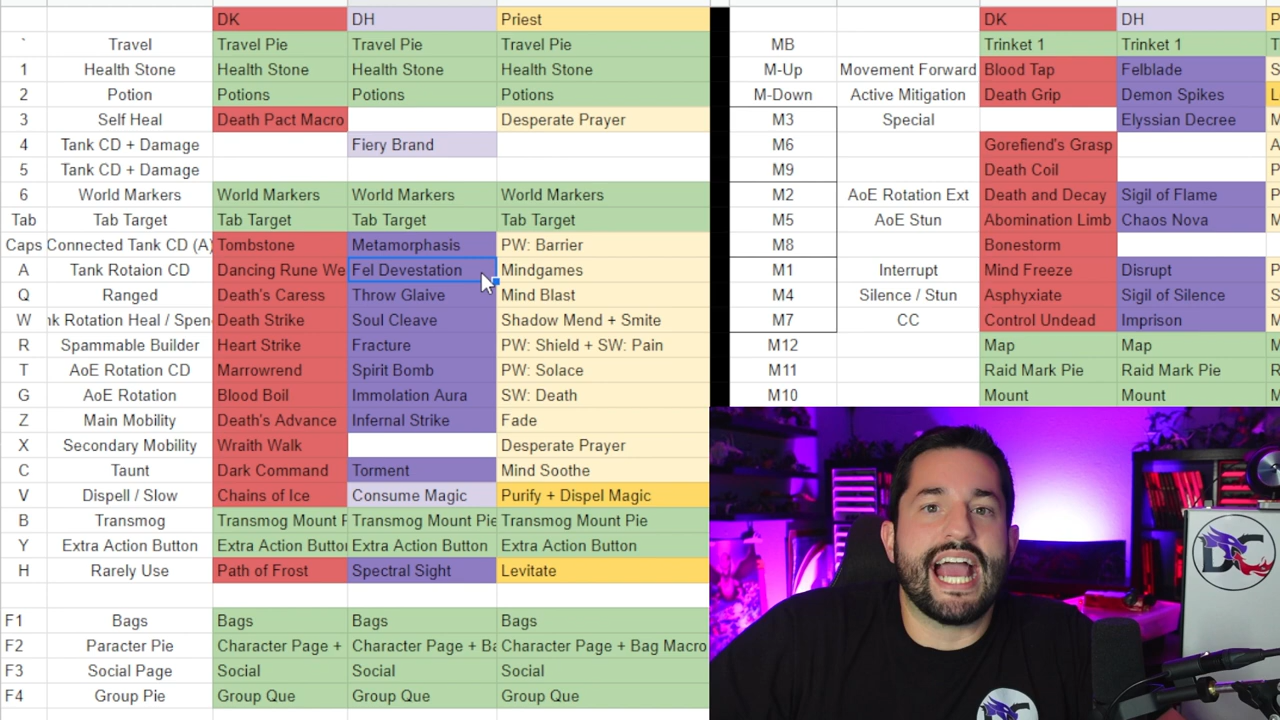 DK DH Priest
` Travel Travel Pie Travel Pie Travel Pie
1 Health Stone Health Stone Health Stone Health Stone
2 Potion Potions Potions Potions
3 Self Heal Death Pact Macro Desperate Prayer
4 Tank CD + Damage Fiery Brand
5 Tank CD + Damage
6 World Markers World Markers World Markers World Markers
Tab Tab Target Tab Target Tab Target Tab Target
Caps Connected Tank CD (A) Tombstone Metamorphasis PW: Barrier
A Tank Rotaion CD Dancing Rune We Fel Devestation Mindgames
Q Ranged Death's Caress Throw Glaive Mind Blast
W nk Rotation Heal / Spen Death Strike Soul Cleave Shadow Mend + Smite
R Spammable Builder Heart Strike Fracture PW: Shield + SW: Pain
T AoE Rotation CD Marrowrend Spirit Bomb PW: Solace
G AoE Rotation Blood Boil Immolation Aura SW: Death
Z Main Mobility Death's Advance Infernal Strike Fade
X Secondary Mobility Wraith Walk Desperate Prayer
C Taunt Dark Command Torment Mind Soothe
V Dispell / Slow Chains of Ice Consume Magic Purify + Dispel Magic
B Transmog Transmog Mount P Transmog Mount Pie Transmog Mount Pie
Y Extra Action Button Extra Action Button Extra Action Button Extra Action Button
H Rarely Use Path of Frost Spectral Sight Levitate
F1 Bags Bags Bags Bags
F2 Paracter Pie Character Page + Character Page + Ba Character Page + Bag Macro
F3 Social Page Social Social Social
F4 Group Pie Group Que Group Que Group Que
DK DH P
MB Trinket 1 Trinket 1 T
M-Up Movement Forward Blood Tap Felblade S
M-Down Active Mitigation Death Grip Demon Spikes L
M3 Special Elyssian Decree M
M6 Gorefiend's Grasp A
M9 Death Coil P
M2 AoE Rotation Ext Death and Decay Sigil of Flame P
M5 AoE Stun Abomination Limb Chaos Nova P
M8 Bonestorm
M1 Interrupt Mind Freeze Disrupt P
M4 Silence / Stun Asphyxiate Sigil of Silence S
M7 CC Control Undead Imprison M
M12 Map Map M
M11 Raid Mark Pie Raid Mark Pie R
M10 Mount Mount M
DC